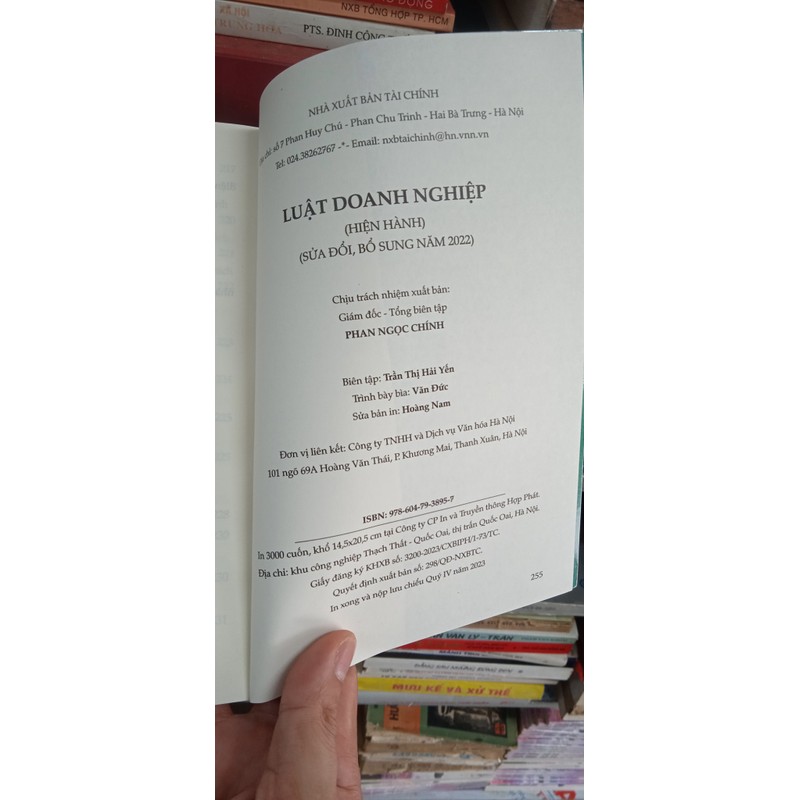 NXB TỔNG HỢP TP. HCM
PTS. ĐINH CÔNG
NHÀ XUẤT BẢN TÀI CHÍNH
chỉ: số 7 Phan Huy Chú - Phan Chu Trinh - Hai Bà Trưng - Hà Nội
Tel: 024.38262767 -*- Email: nxbtaichinh@hn.vnn.vn
LUẬT DOANH NGHIỆP
(HIỆN HÀNH)
(SỬA ĐỔI, BỔ SUNG NĂM 2022)
Chịu trách nhiệm xuất bản:
Giám đốc - Tổng biên tập
PHAN NGỌC CHÍNH
Biên tập: Trần Thị Hải Yến
Trình bày bìa: Văn Đức
Sửa bản in: Hoàng Nam
Đơn vị liên kết: Công ty TNHH và Dịch vụ Văn hóa Hà Nội
101 ngõ 69A Hoàng Văn Thái, P. Khương Mai, Thanh Xuân, Hà Nội
ISBN: 978-604-79-3895-7
In 3000 cuốn, khổ 14,5x20,5 cm tại Công ty CP In và Truyền thông Hợp Phát.
Địa chỉ: khu công nghiệp Thạch Thất - Quốc Oai, thị trấn Quốc Oai, Hà Nội.
Giấy đăng ký KHXB số: 3200-2023/CXBIPH/1-73/TC.
Quyết định xuất bản số: 298/QĐ-NXBTC.
In xong và nộp lưu chiểu Quý IV năm 2023
255
MƯU KẾ VÀ XỬ THẾ